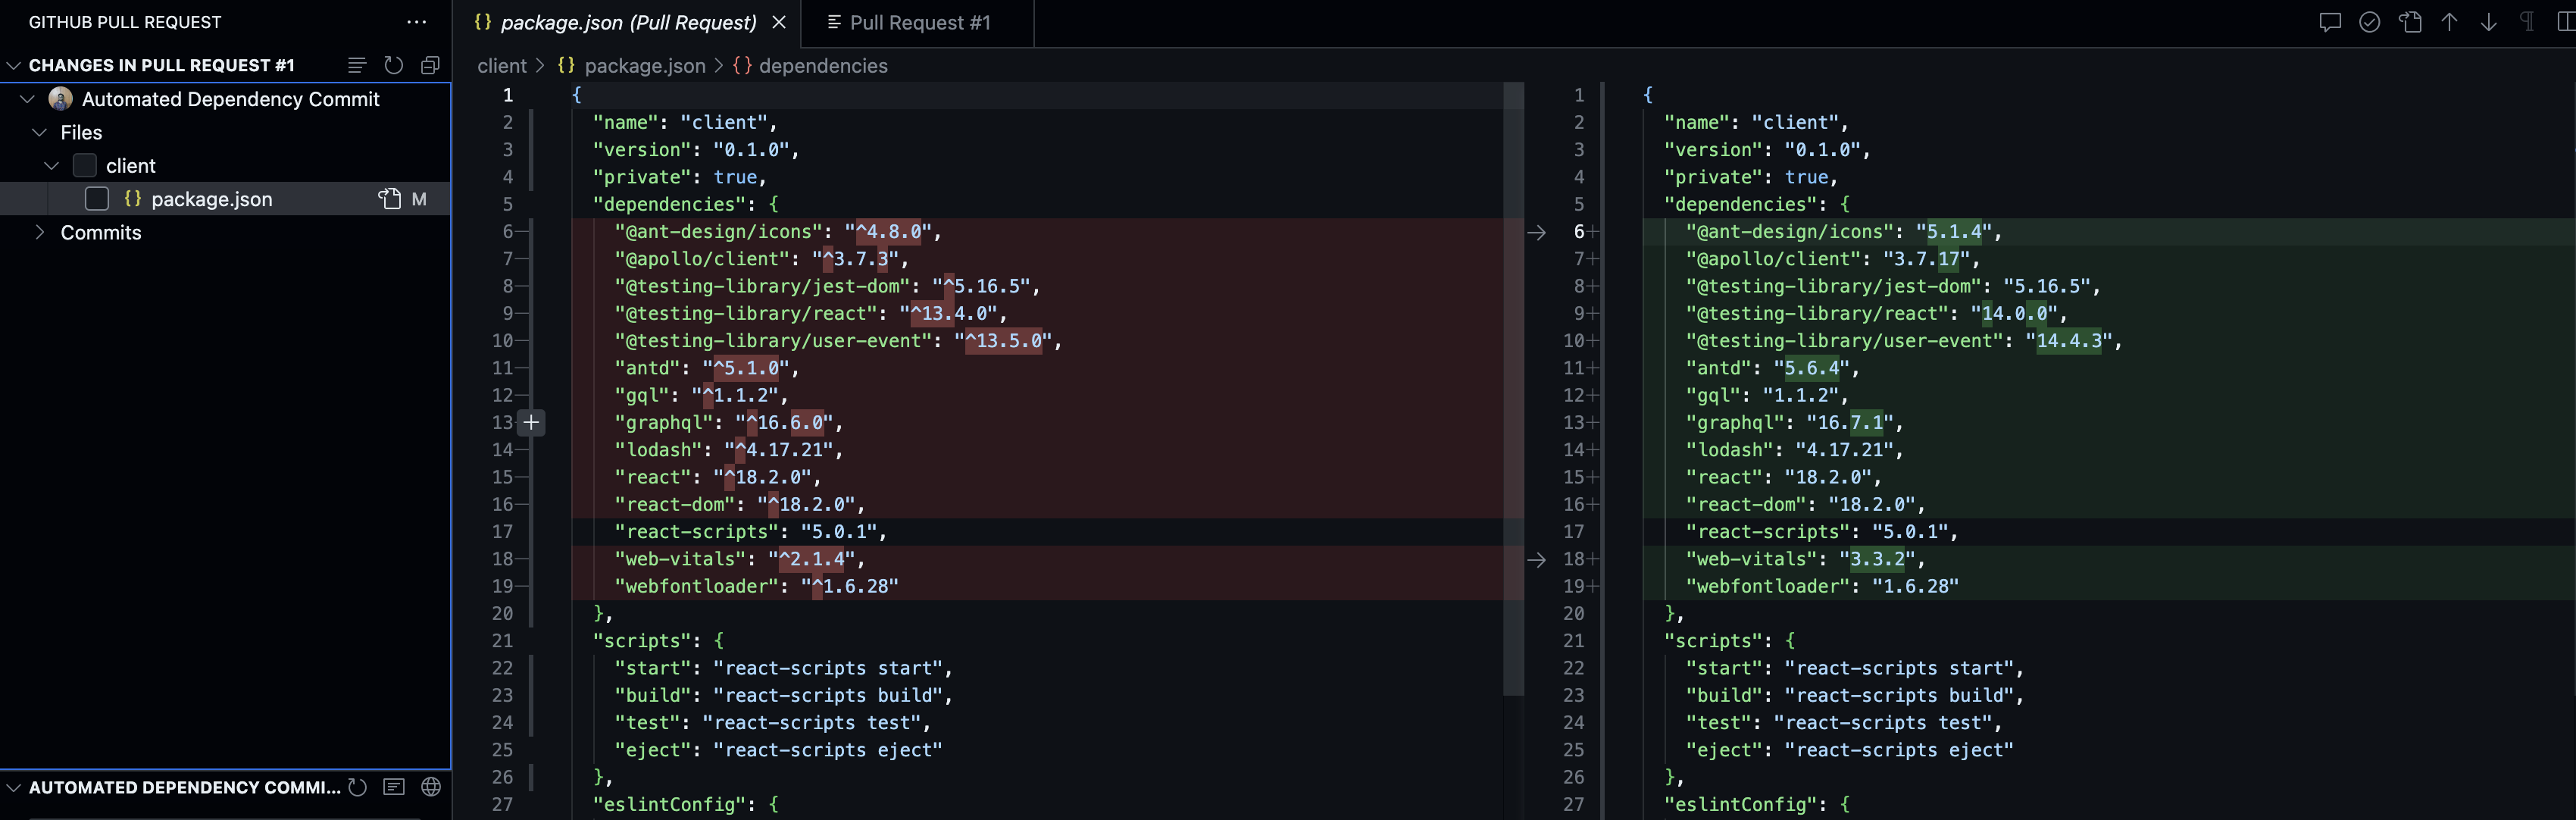 GITHUB PULL REQUEST
CHANGES IN PULL REQUEST #1
Automated Dependency Commit
Files
client
{} package.json M
Commits
AUTOMATED DEPENDENCY COMMI...
{} package.json (Pull Request)
Pull Request #1
client > {} package.json > {} dependencies
1 {
2 "name": "client",
3 "version": "0.1.0",
4 "private": true,
5 "dependencies": {
6− "@ant-design/icons": "^4.8.0",
7− "@apollo/client": "^3.7.3",
8− "@testing-library/jest-dom": "^5.16.5",
9− "@testing-library/react": "^13.4.0",
10− "@testing-library/user-event": "^13.5.0",
11− "antd": "^5.1.0",
12− "gql": "^1.1.2",
13− "graphql": "^16.6.0",
14− "lodash": "^4.17.21",
15− "react": "^18.2.0",
16− "react-dom": "^18.2.0",
17 "react-scripts": "5.0.1",
18− "web-vitals": "^2.1.4",
19− "webfontloader": "^1.6.28"
20 },
21 "scripts": {
22 "start": "react-scripts start",
23 "build": "react-scripts build",
24 "test": "react-scripts test",
25 "eject": "react-scripts eject"
26 },
27 "eslintConfig": {
1 {
2 "name": "client",
3 "version": "0.1.0",
4 "private": true,
5 "dependencies": {
6+ "@ant-design/icons": "5.1.4",
7+ "@apollo/client": "3.7.17",
8+ "@testing-library/jest-dom": "5.16.5",
9+ "@testing-library/react": "14.0.0",
10+ "@testing-library/user-event": "14.4.3",
11+ "antd": "5.6.4",
12+ "gql": "1.1.2",
13+ "graphql": "16.7.1",
14+ "lodash": "4.17.21",
15+ "react": "18.2.0",
16+ "react-dom": "18.2.0",
17 "react-scripts": "5.0.1",
18+ "web-vitals": "3.3.2",
19+ "webfontloader": "1.6.28"
20 },
21 "scripts": {
22 "start": "react-scripts start",
23 "build": "react-scripts build",
24 "test": "react-scripts test",
25 "eject": "react-scripts eject"
26 },
27 "eslintConfig": {